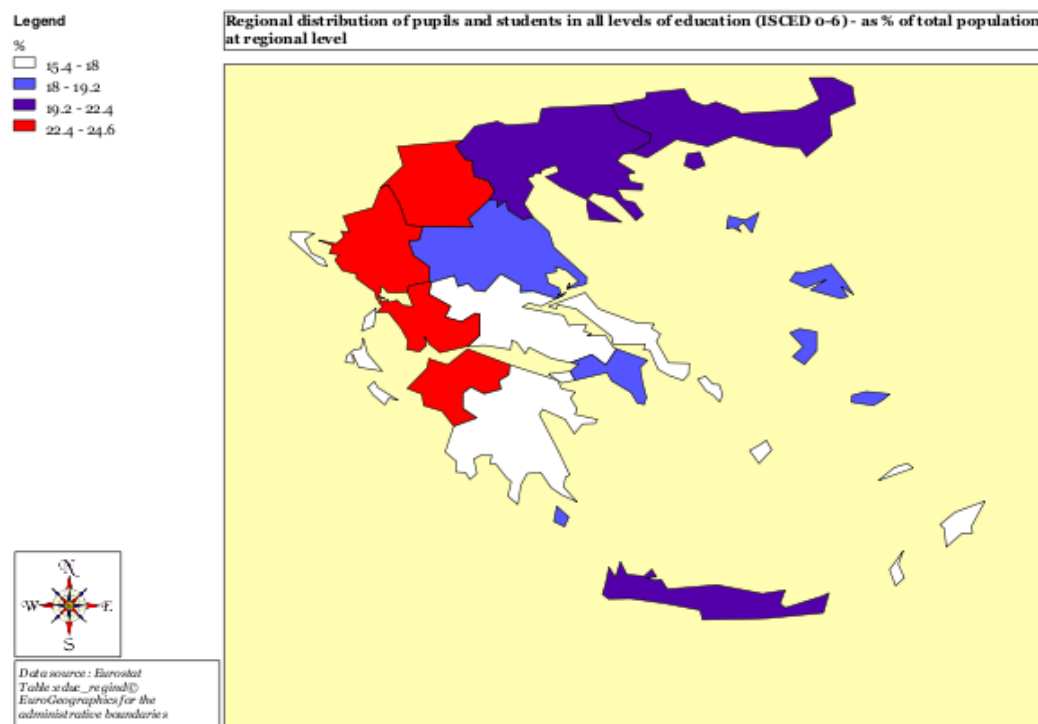 Legend
%
15.4 - 18
18 - 19.2
19.2 - 22.4
22.4 - 24.6
Regional distribution of pupils and students in all levels of education (ISCED 0-6) - as % of total population
at regional level
N
W E
S
Data source : Eurostat
Table :educ_regind©
EuroGeographics for the
administrative boundaries